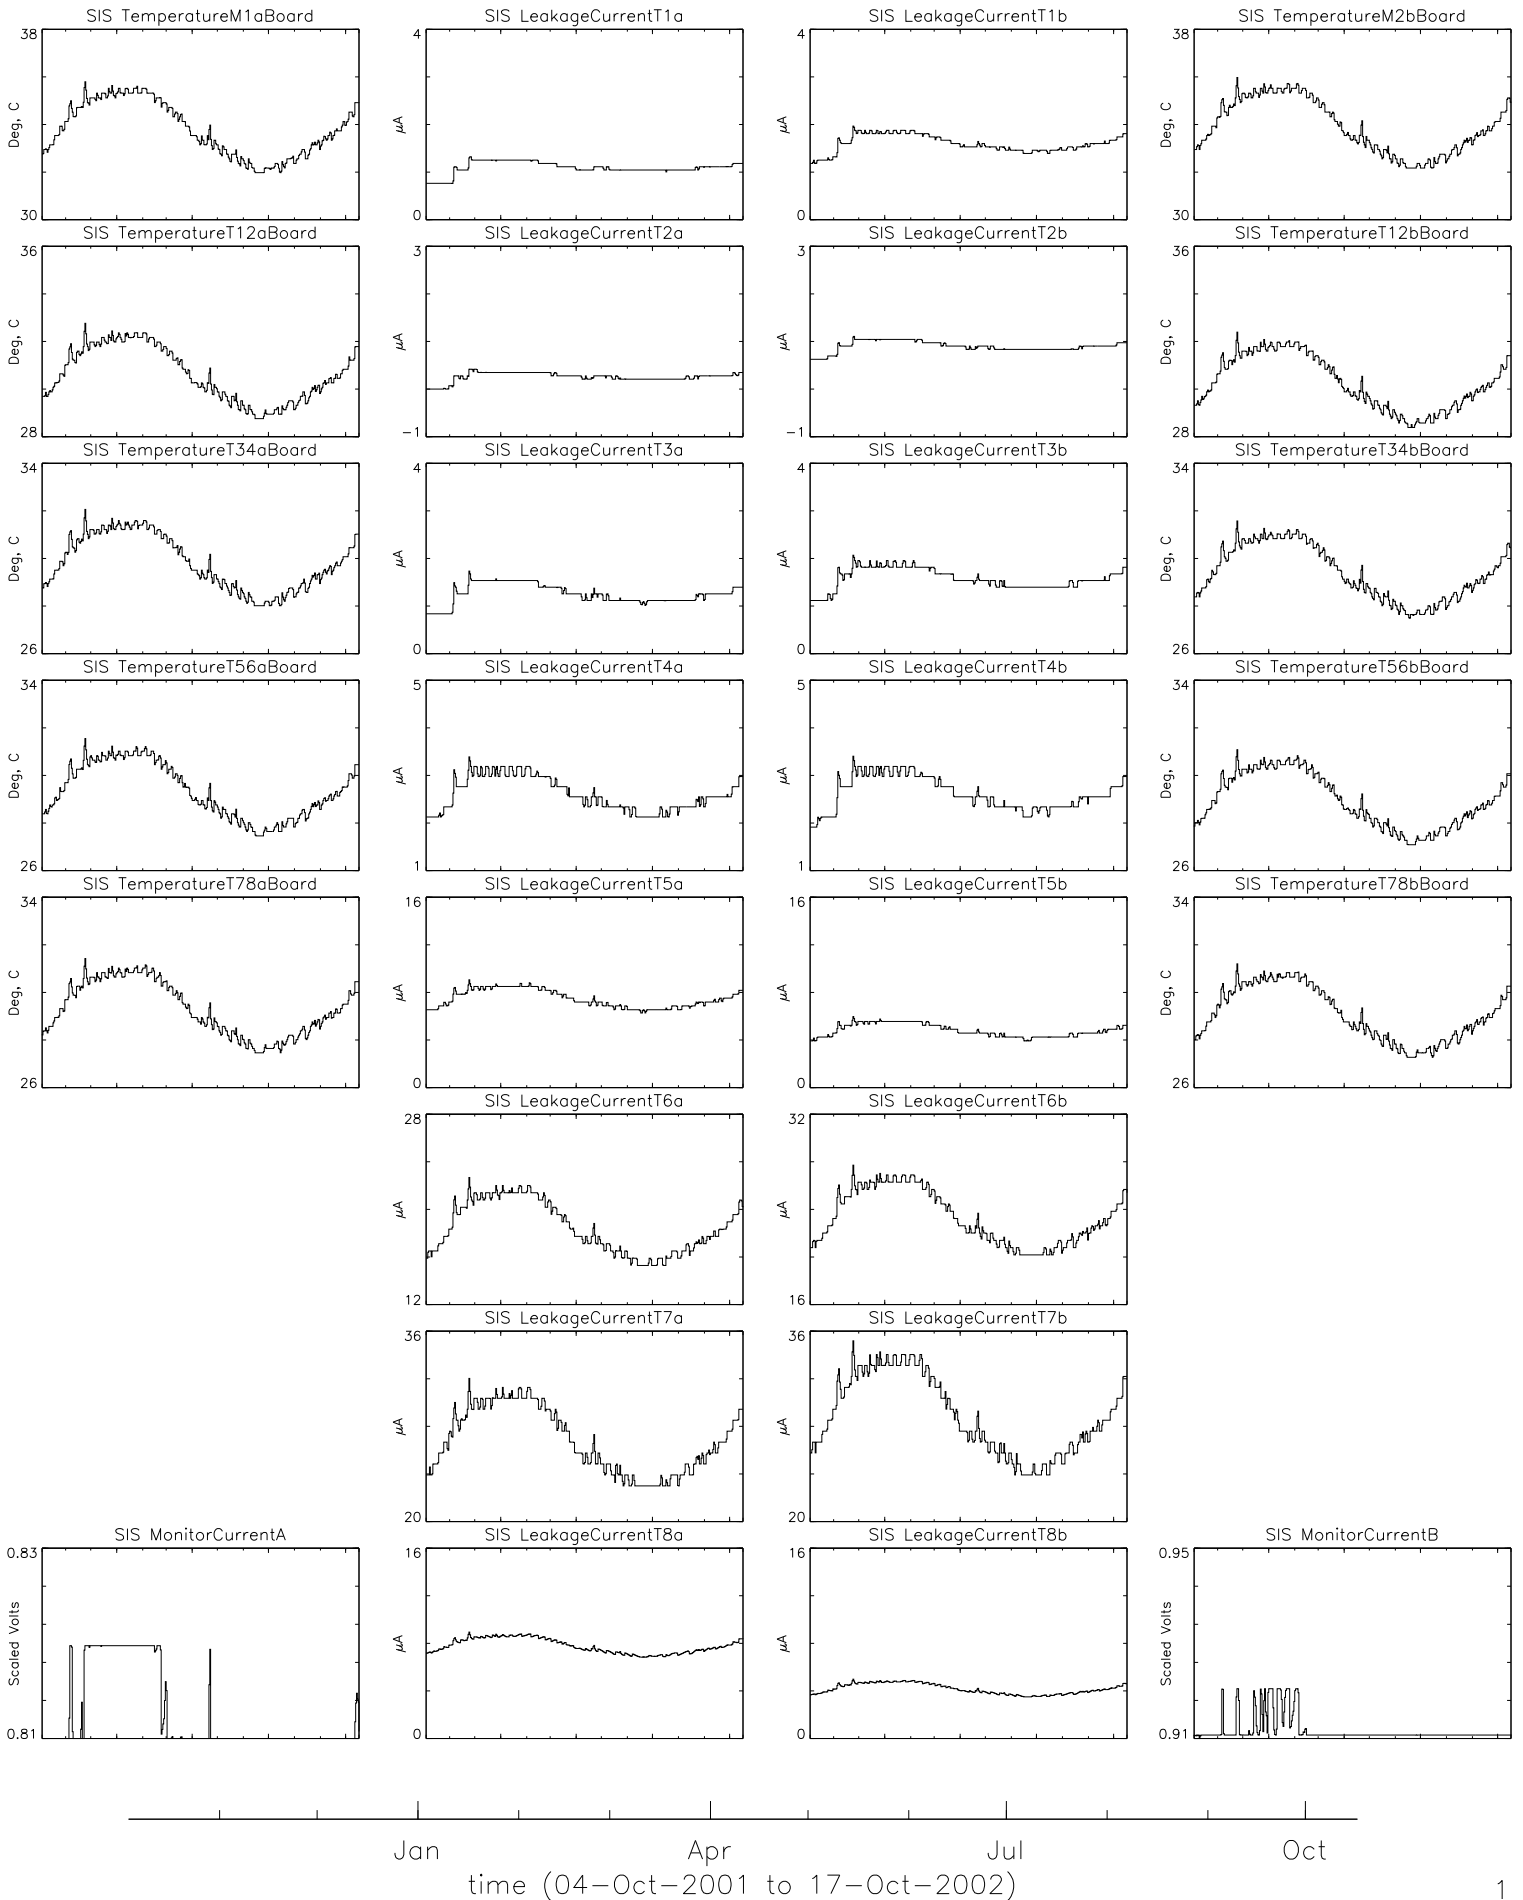 SIS TemperatureM1aBoard
38
Deg, C
30
SIS LeakageCurrentT1a
4
μA
0
SIS LeakageCurrentT1b
4
μA
0
SIS TemperatureM2bBoard
38
Deg, C
30
SIS TemperatureT12aBoard
36
Deg, C
28
SIS LeakageCurrentT2a
3
μA
-1
SIS LeakageCurrentT2b
3
μA
-1
SIS TemperatureT12bBoard
36
Deg, C
28
SIS TemperatureT34aBoard
34
Deg, C
26
SIS LeakageCurrentT3a
4
μA
0
SIS LeakageCurrentT3b
4
μA
0
SIS TemperatureT34bBoard
34
Deg, C
26
SIS TemperatureT56aBoard
34
Deg, C
26
SIS LeakageCurrentT4a
5
μA
1
SIS LeakageCurrentT4b
5
μA
1
SIS TemperatureT56bBoard
34
Deg, C
26
SIS TemperatureT78aBoard
34
Deg, C
26
SIS LeakageCurrentT5a
16
μA
0
SIS LeakageCurrentT5b
16
μA
0
SIS TemperatureT78bBoard
34
Deg, C
26
SIS LeakageCurrentT6a
28
μA
12
SIS LeakageCurrentT6b
32
μA
16
SIS LeakageCurrentT7a
36
μA
20
SIS LeakageCurrentT7b
36
μA
20
SIS MonitorCurrentA
0.83
Scaled Volts
0.81
SIS LeakageCurrentT8a
16
μA
0
SIS LeakageCurrentT8b
16
μA
0
SIS MonitorCurrentB
0.95
Scaled Volts
0.91
Jan Apr Jul Oct
time (04-Oct-2001 to 17-Oct-2002)
1